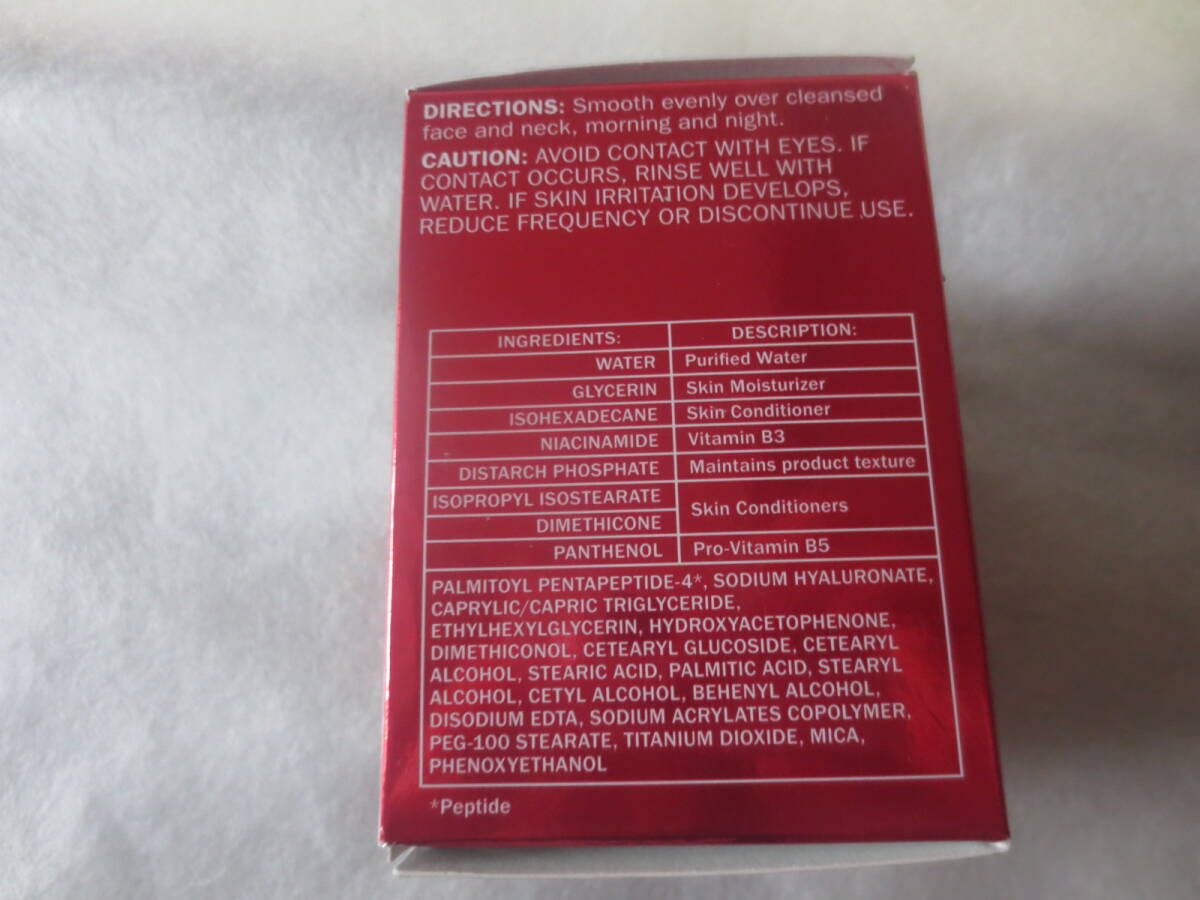 DIRECTIONS: Smooth evenly over cleansed
face and neck, morning and night.
CAUTION: AVOID CONTACT WITH EYES. IF
CONTACT OCCURS, RINSE WELL WITH
WATER. IF SKIN IRRITATION DEVELOPS,
REDUCE FREQUENCY OR DISCONTINUE USE.
INGREDIENTS: DESCRIPTION:
WATER Purified Water
GLYCERIN Skin Moisturizer
ISOHEXADECANE Skin Conditioner
NIACINAMIDE Vitamin B3
DISTARCH PHOSPHATE Maintains product texture
ISOPROPYL ISOSTEARATE
Skin Conditioners
DIMETHICONE
PANTHENOL Pro-Vitamin B5
PALMITOYL PENTAPEPTIDE-4*, SODIUM HYALURONATE,
CAPRYLIC/CAPRIC TRIGLYCERIDE,
ETHYLHEXYLGLYCERIN, HYDROXYACETOPHENONE,
DIMETHICONOL, CETEARYL GLUCOSIDE, CETEARYL
ALCOHOL, STEARIC ACID, PALMITIC ACID, STEARYL
ALCOHOL, CETYL ALCOHOL, BEHENYL ALCOHOL,
DISODIUM EDTA, SODIUM ACRYLATES COPOLYMER,
PEG-100 STEARATE, TITANIUM DIOXIDE, MICA,
PHENOXYETHANOL
*Peptide